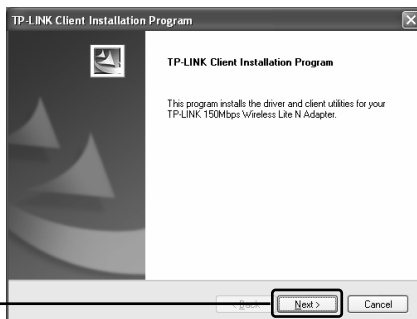 TP-LINK Client Installation Program
TP-LINK Client Installation Program
This program installs the driver and client utilities for your
TP-LINK 150Mbps Wireless Lite N Adapter.
< Back
Next >
Cancel